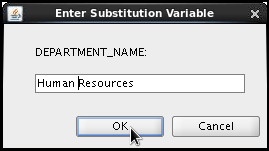 Enter Substitution Variable
DEPARTMENT_NAME:
Human Resources
OK
Cancel